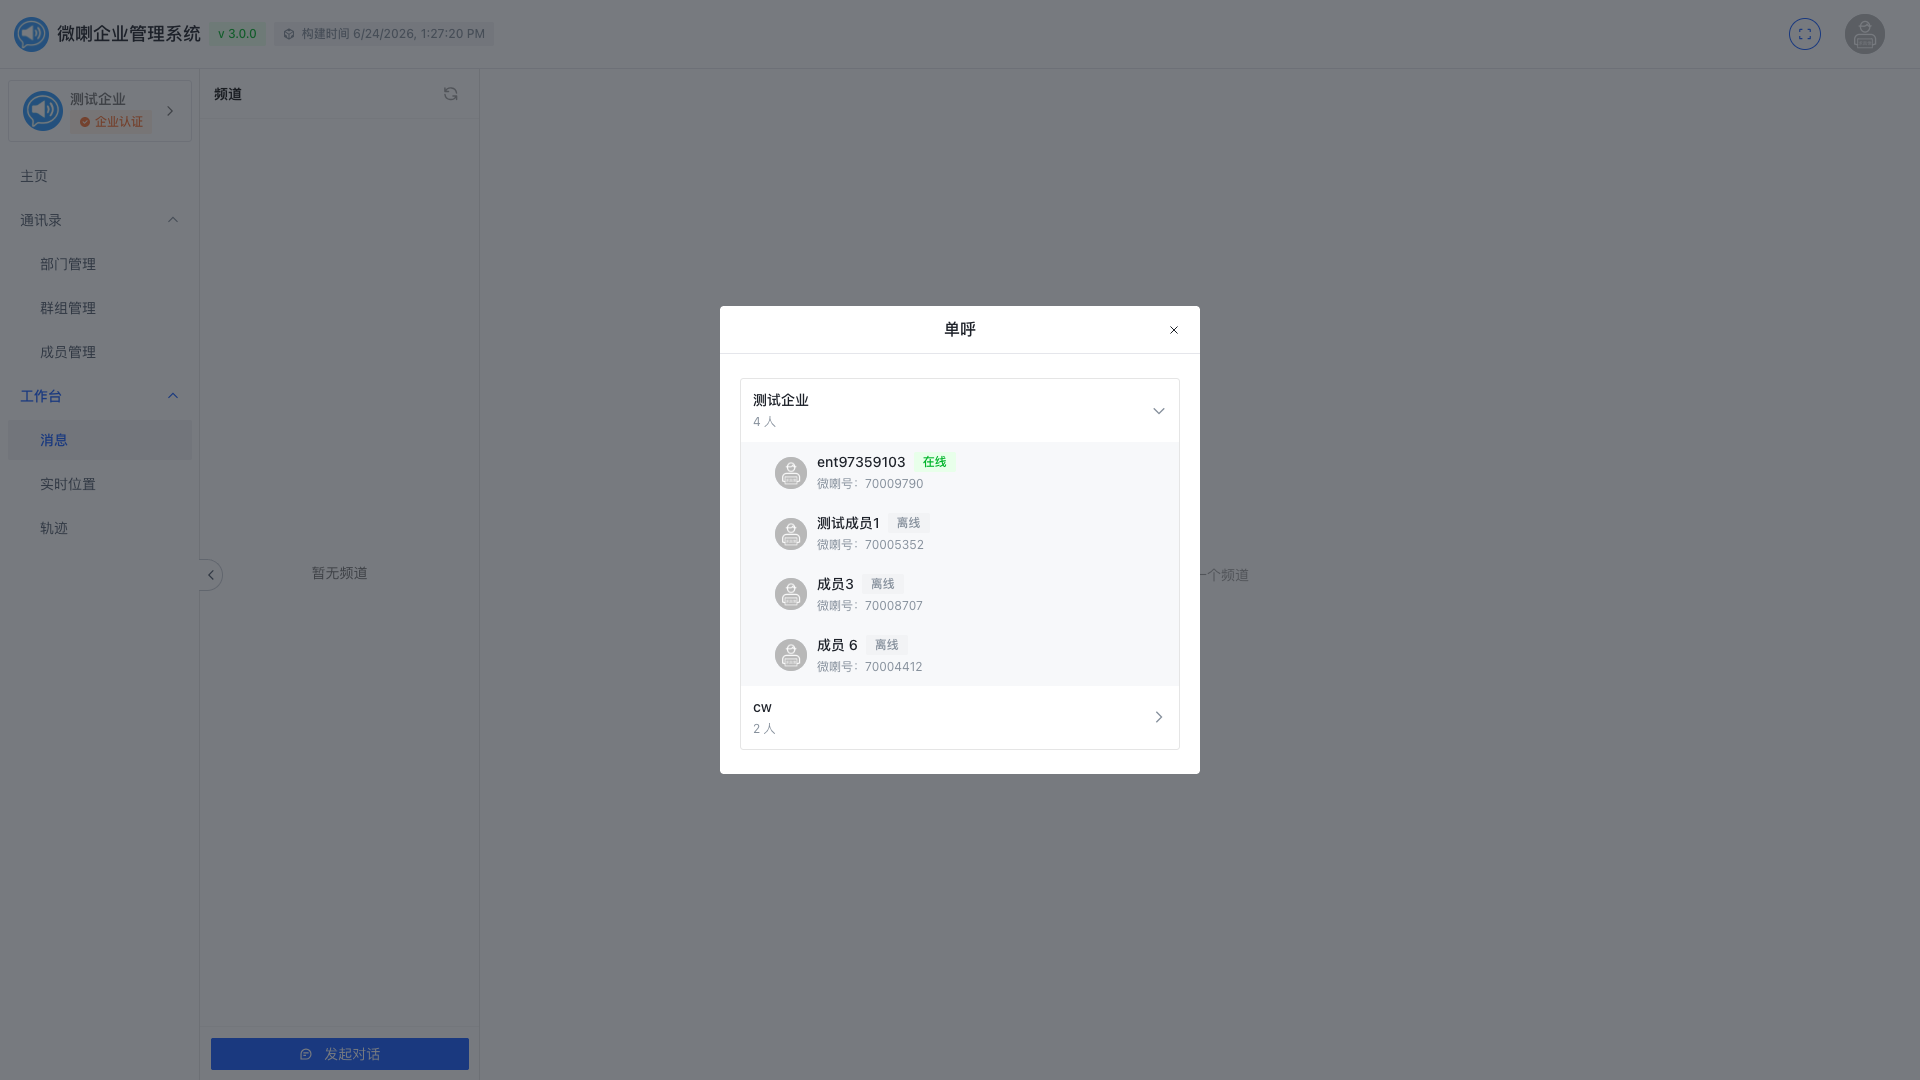 微喇企业管理系统
v 3.0.0
构建时间 6/24/2026, 1:27:20 PM
测试企业
企业认证
主页
通讯录
部门管理
群组管理
成员管理
工作台
消息
实时位置
轨迹
频道
暂无频道
发起对话
一个频道
单呼
测试企业
4 人
ent97359103 在线
微喇号：70009790
测试成员1 离线
微喇号：70005352
成员3 离线
微喇号：70008707
成员 6 离线
微喇号：70004412
cw
2 人